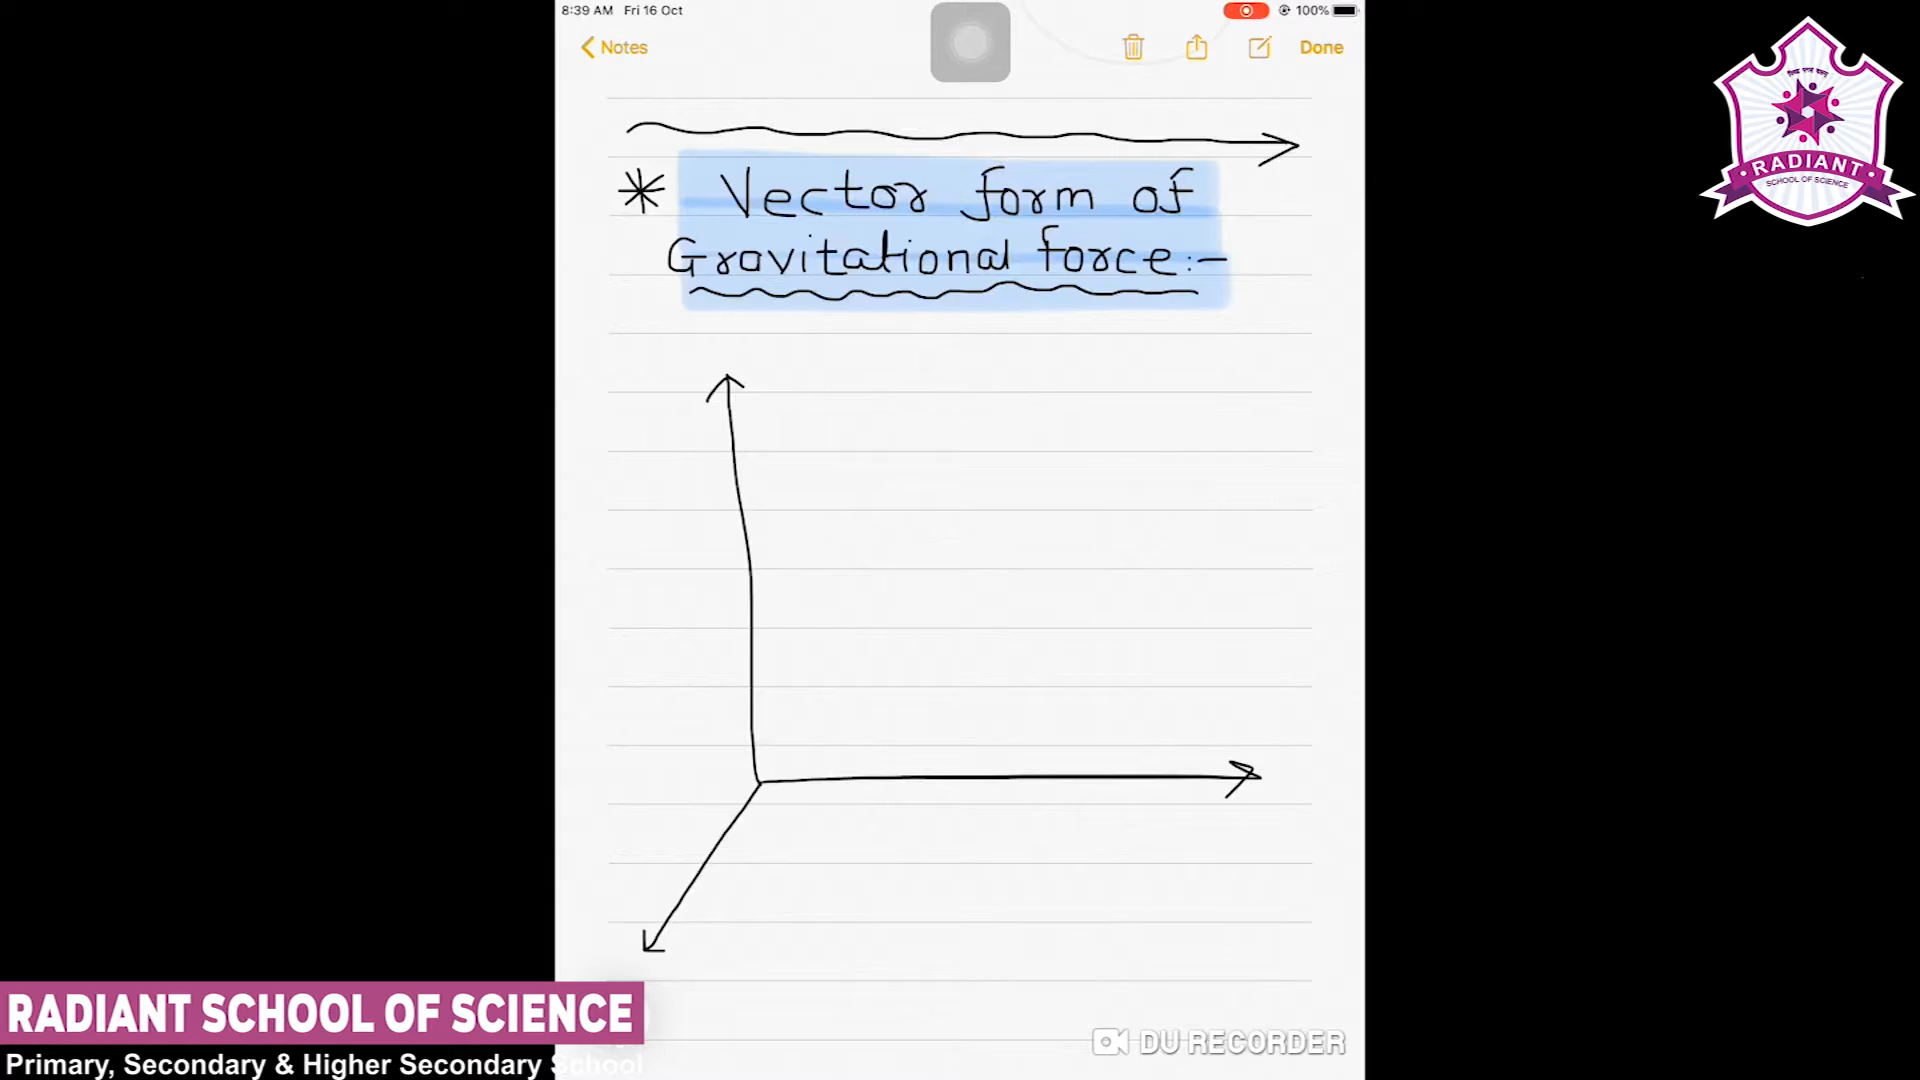 8:39 AM Fri 16 Oct
100%
Notes
Done
* Vector form of
Gravitational force:-
RADIANT
SCHOOL OF SCIENCE
RADIANT SCHOOL OF SCIENCE
Primary, Secondary & Higher Secondary School
DU RECORDER